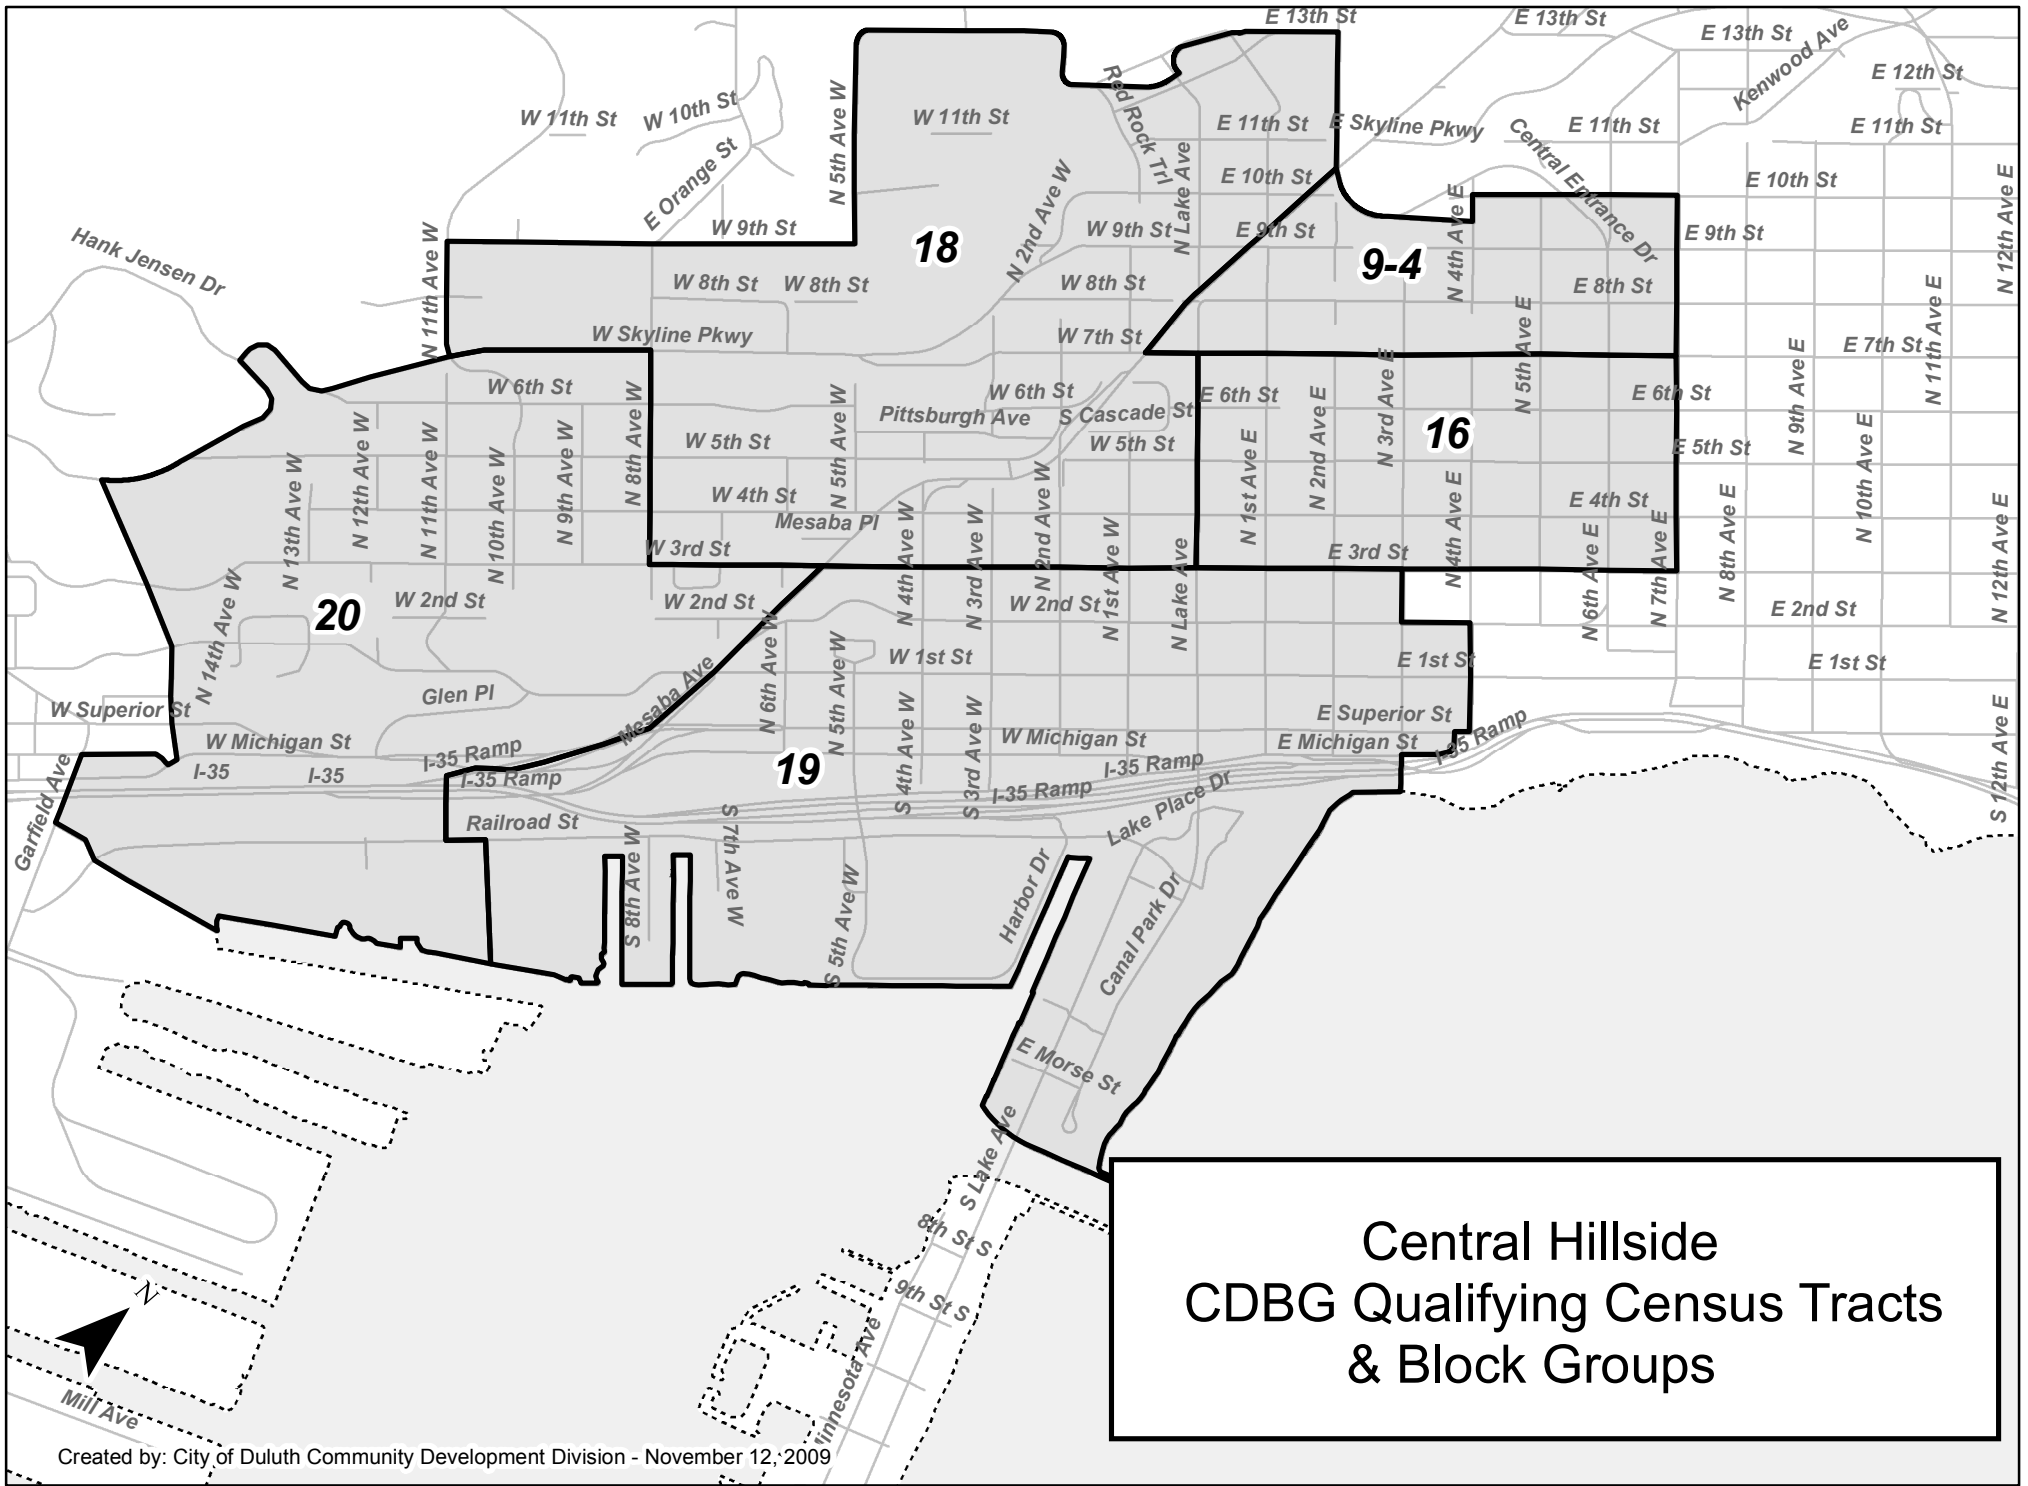 E 13th St
E 13th St
E 13th St
Kenwood Ave
E 12th St
W 11th St
W 10th St
N 5th Ave W
W 11th St
Red Rock Trl
E 11th St
E Skyline Pkwy
Central Entrance Dr
E 11th St
E 11th St
E Orange St
N 2nd Ave W
N Lake Ave
E 10th St
E 10th St
N 12th Ave E
Hank Jensen Dr
N 11th Ave W
W 9th St
18
W 9th St
E 9th St
9-4
N 4th Ave E
E 9th St
W 8th St
W 8th St
W 8th St
E 8th St
N 11th Ave E
W Skyline Pkwy
W 7th St
N 5th Ave E
E 7th St
N 9th Ave E
W 6th St
N 8th Ave W
N 5th Ave W
W 6th St
Pittsburgh Ave
S Cascade St
E 6th St
N 2nd Ave E
N 3rd Ave E
16
E 6th St
N 12th Ave W
N 11th Ave W
N 10th Ave W
N 9th Ave W
W 5th St
W 5th St
N 1st Ave E
E 5th St
N 10th Ave E
N 13th Ave W
W 4th St
Mesaba Pl
N 4th Ave W
N 3rd Ave W
N 2nd Ave W
N 1st Ave W
N Lake Ave
N 4th Ave E
E 4th St
N 6th Ave E
N 7th Ave E
N 8th Ave E
N 12th Ave E
W 3rd St
E 3rd St
N 14th Ave W
20
W 2nd St
W 2nd St
W 2nd St
E 2nd St
N 6th Ave W
N 5th Ave W
W 1st St
E 1st St
E 1st St
Glen Pl
Mesaba Ave
W Superior St
E Superior St
W Michigan St
W Michigan St
E Michigan St
I-35 Ramp
S 12th Ave E
Garfield Ave
I-35
I-35
I-35 Ramp
I-35 Ramp
19
S 4th Ave W
S 3rd Ave W
I-35 Ramp
I-35 Ramp
Lake Place Dr
Railroad St
S 8th Ave W
S 7th Ave W
S 5th Ave W
Harbor Dr
Canal Park Dr
E Morse St
S Lake Ave
8th St S
9th St S
Minnesota Ave
N
Mill Ave
Central Hillside
CDBG Qualifying Census Tracts
& Block Groups
Created by: City of Duluth Community Development Division - November 12, 2009